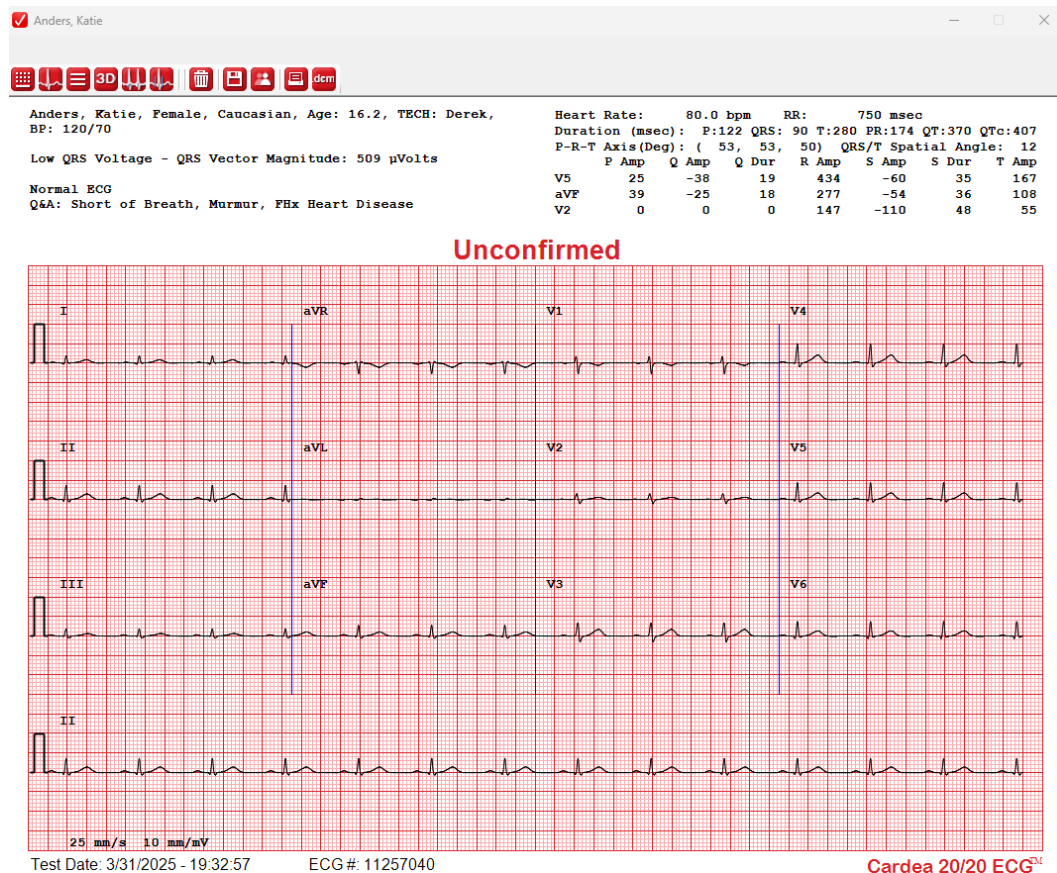 Anders, Katie
3D
.dcm
Anders, Katie, Female, Caucasian, Age: 16.2, TECH: Derek,
BP: 120/70
Low QRS Voltage - QRS Vector Magnitude: 509 µVolts
Normal ECG
Q&A: Short of Breath, Murmur, FHx Heart Disease
Heart Rate: 80.0 bpm RR: 750 msec
Duration (msec): P:122 QRS: 90 T:280 PR:174 QT:370 QTc:407
P-R-T Axis(Deg): ( 53, 53, 50) QRS/T Spatial Angle: 12
P Amp Q Amp Q Dur R Amp S Amp S Dur T Amp
V5 25 -38 19 434 -60 35 167
aVF 39 -25 18 277 -54 36 108
V2 0 0 0 147 -110 48 55
Unconfirmed
I aVR V1 V4
II aVL V2 V5
III aVF V3 V6
II
25 mm/s 10 mm/mV
Test Date: 3/31/2025 - 19:32:57 ECG #: 11257040
Cardea 20/20 ECG™